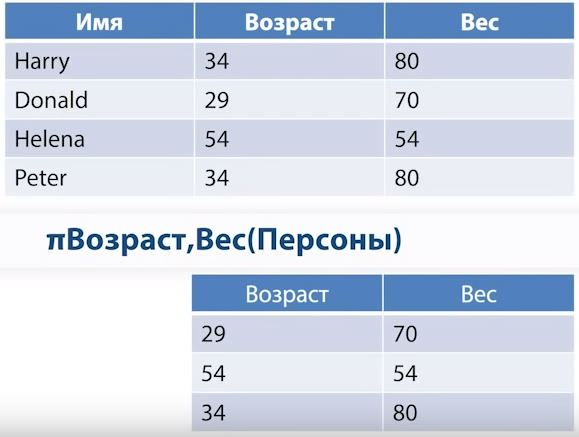 Имя Возраст Вес
Harry 34 80
Donald 29 70
Helena 54 54
Peter 34 80
πВозраст,Вес(Персоны)
Возраст Вес
29 70
54 54
34 80